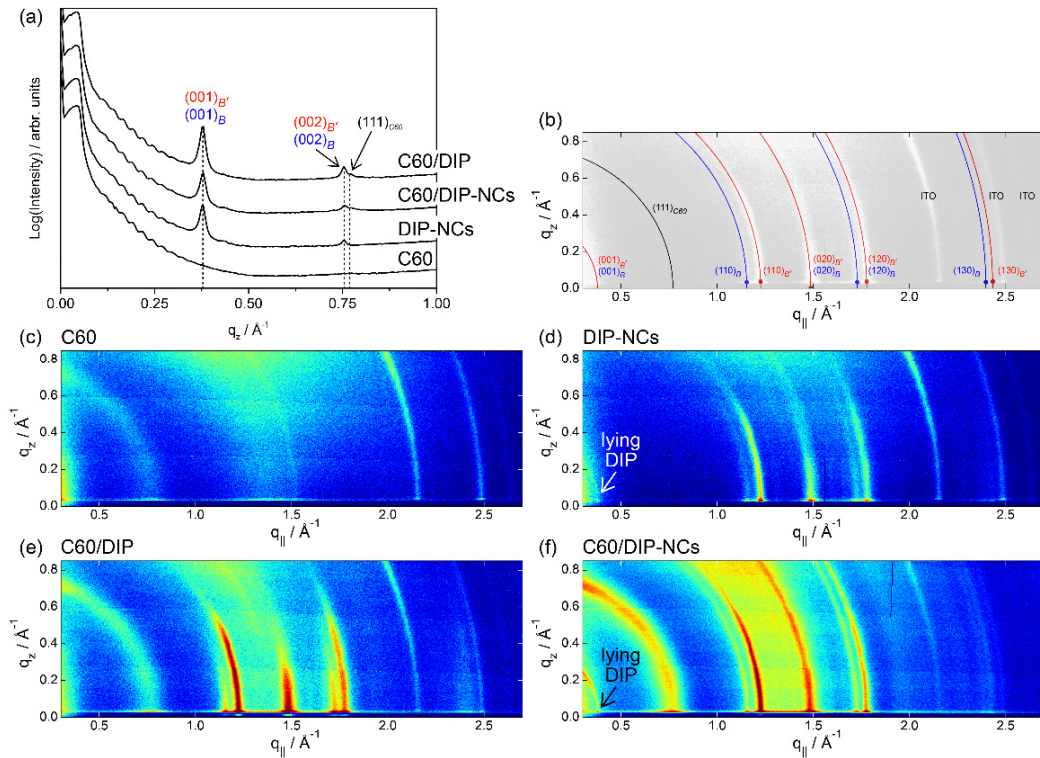 (a)
Log(Intensity) / arbr. units
(001)B'
(001)B
(002)B'
(002)B
(111)C60
C60/DIP
C60/DIP-NCs
DIP-NCs
C60
0.00 0.25 0.50 0.75 1.00
qz / Å-1
(b)
qz / Å-1
0.8
0.6
0.4
0.2
0.0
(111)C60
ITO ITO ITO
(001)B'
(001)B
(110)B
(110)B'
(020)B'
(020)B
(120)B'
(120)B
(130)B
(130)B'
0.5 1.0 1.5 2.0 2.5
q|| / Å-1
(c) C60
qz / Å-1
0.8
0.6
0.4
0.2
0.0
0.5 1.0 1.5 2.0 2.5
q|| / Å-1
(d) DIP-NCs
qz / Å-1
0.8
0.6
0.4
0.2
0.0
lying
DIP
0.5 1.0 1.5 2.0 2.5
q|| / Å-1
(e) C60/DIP
qz / Å-1
0.8
0.6
0.4
0.2
0.0
0.5 1.0 1.5 2.0 2.5
q|| / Å-1
(f) C60/DIP-NCs
qz / Å-1
0.8
0.6
0.4
0.2
0.0
lying
DIP
0.5 1.0 1.5 2.0 2.5
q|| / Å-1